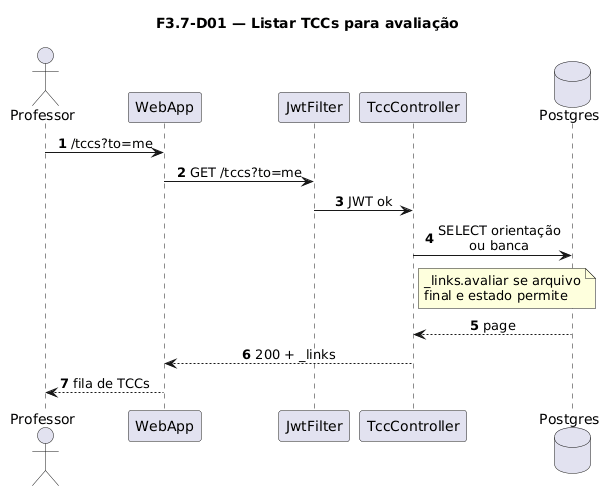 F3.7-D01 — Listar TCCs para avaliação
Professor
WebApp
JwtFilter
TccController
Postgres
1 /tccs?to=me
2 GET /tccs?to=me
3 JWT ok
4 SELECT orientação
ou banca
_links.avaliar se arquivo
final e estado permite
5 page
6 200 + _links
7 fila de TCCs
Professor
WebApp
JwtFilter
TccController
Postgres